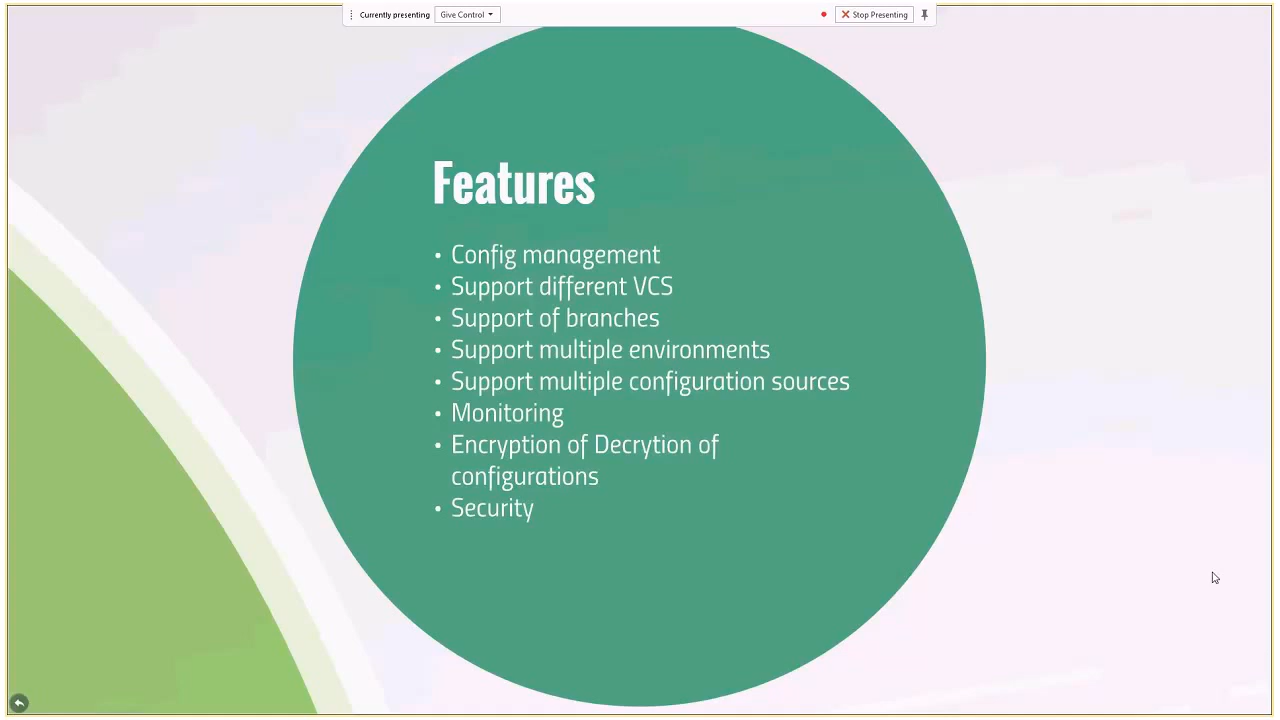 Currently presenting Give Control Stop Presenting
Features
• Config management
• Support different VCS
• Support of branches
• Support multiple environments
• Support multiple configuration sources
• Monitoring
• Encryption of Decrytion of
configurations
• Security